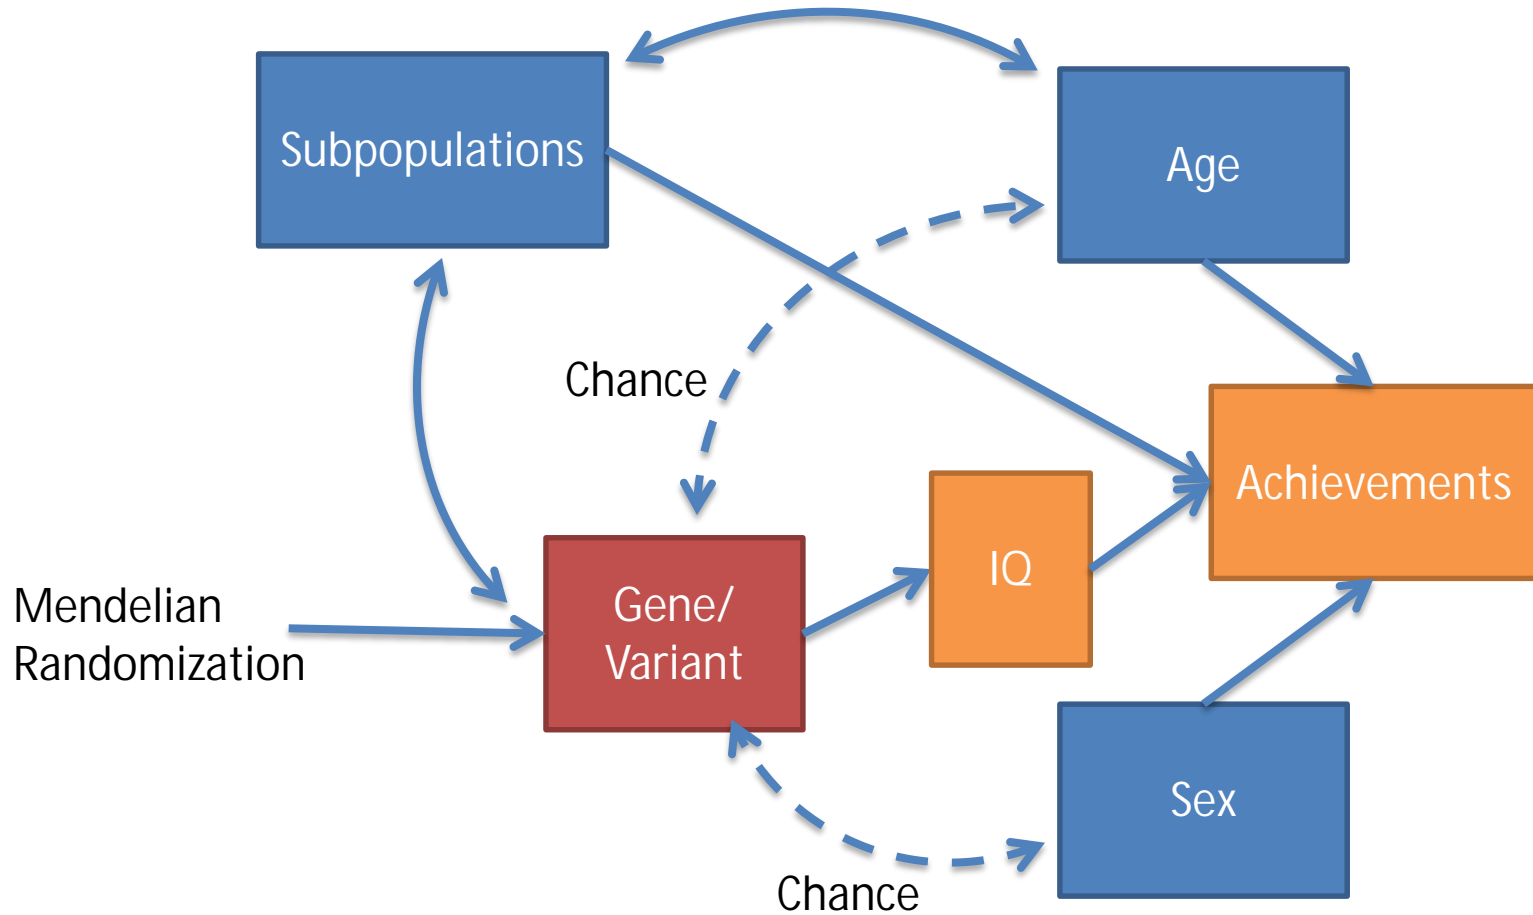 Subpopulations
Age
Chance
Achievements
IQ
Gene/
Variant
Mendelian
Randomization
Sex
Chance